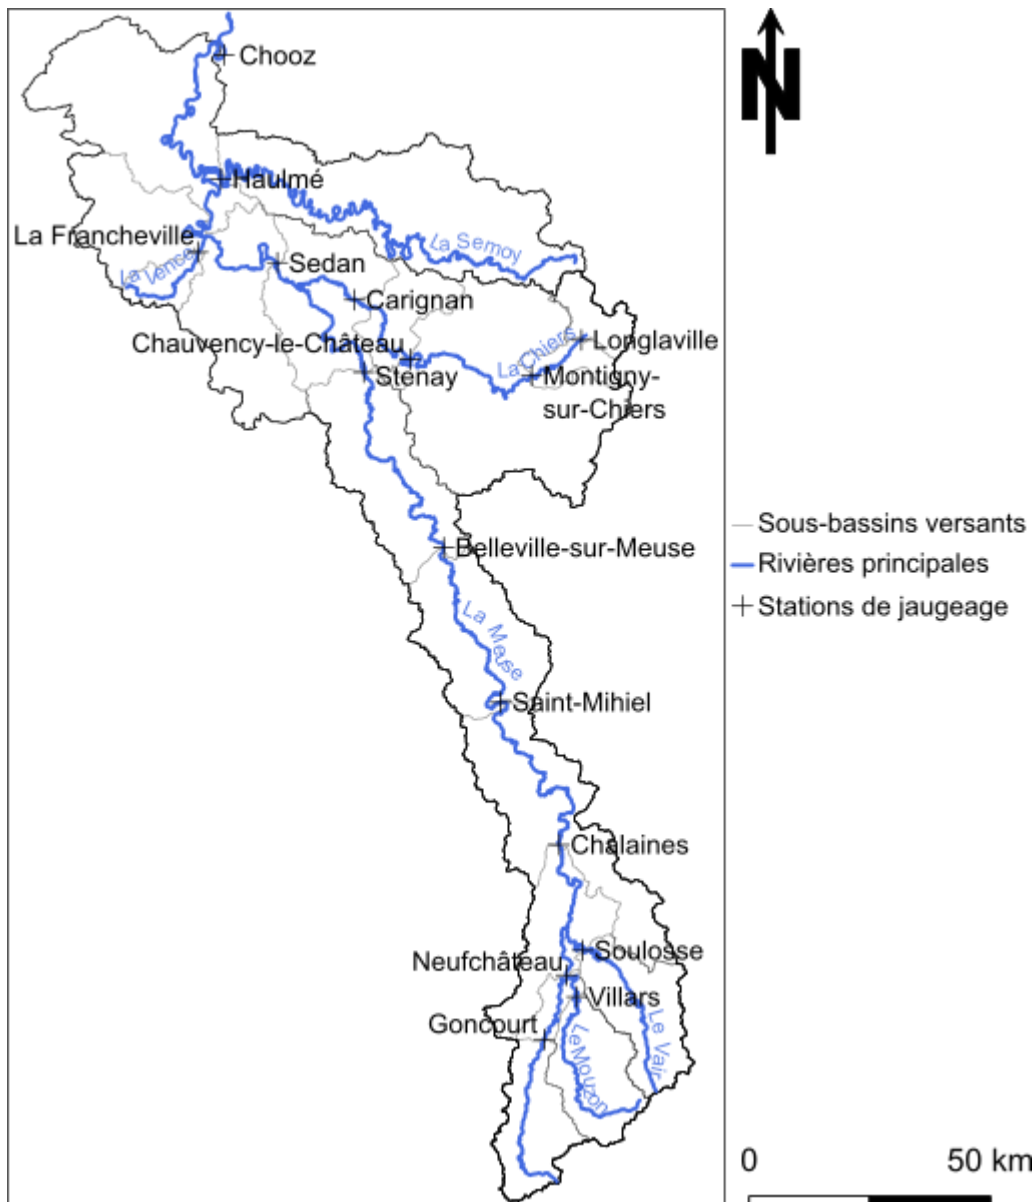 N
Chooz
Haulmé
La Francheville
La Vence
La Semoy
Sedan
Carignan
Chauvency-le-Château
La Chiers
Longlaville
Stenay
Montigny-
sur-Chiers
Sous-bassins versants
Belleville-sur-Meuse
Rivières principales
Stations de jaugeage
La Meuse
Saint-Mihiel
Chalaines
Soulosse
Neufchâteau
Villars
Goncourt
Le Vair
Le Mouzon
0 50 km